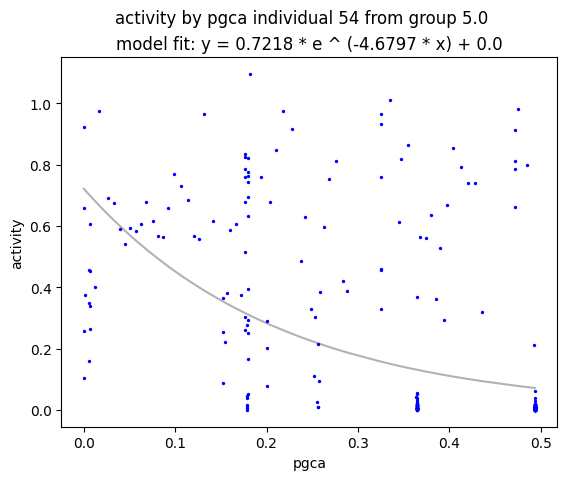 activity by pgca individual 54 from group 5.0
model fit: y = 0.7218 * e ^ (-4.6797 * x) + 0.0
1.0
0.8
0.6
0.4
0.2
0.0
activity
0.0 0.1 0.2 0.3 0.4 0.5
pgca